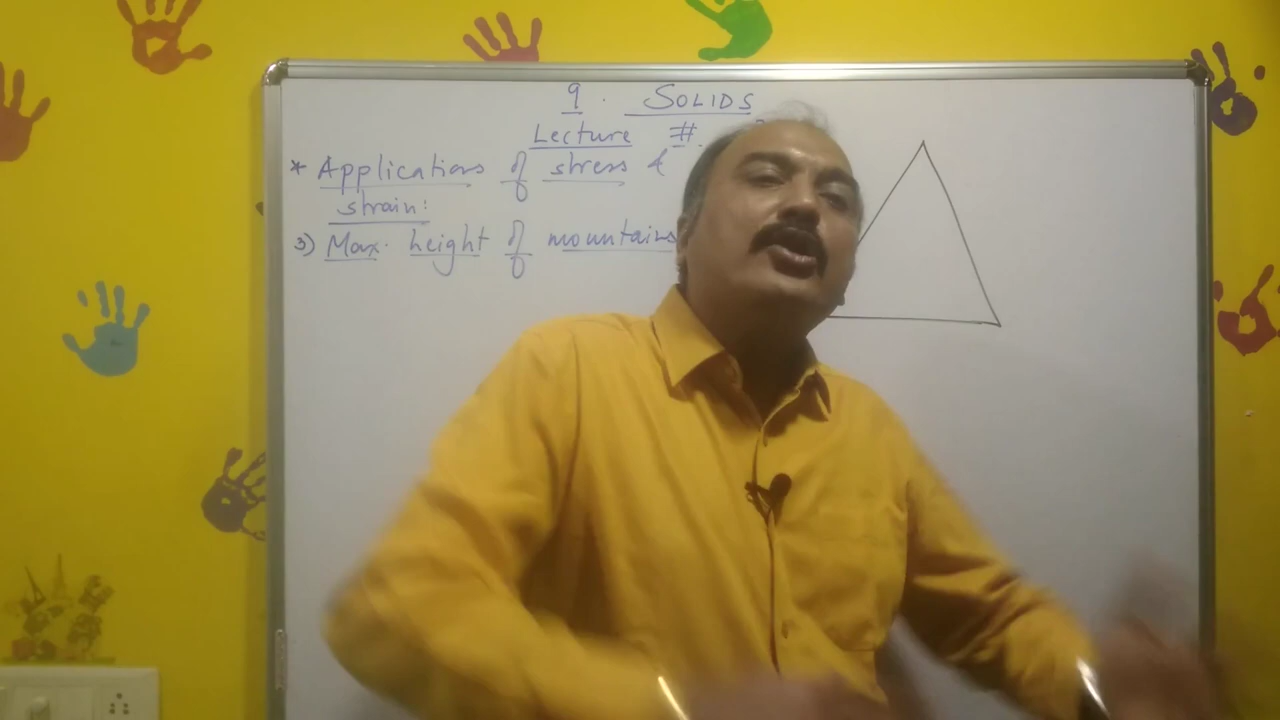 9. SOLIDS
Lecture #
* Applications of stress &
strain:
3) Max. height of mountains